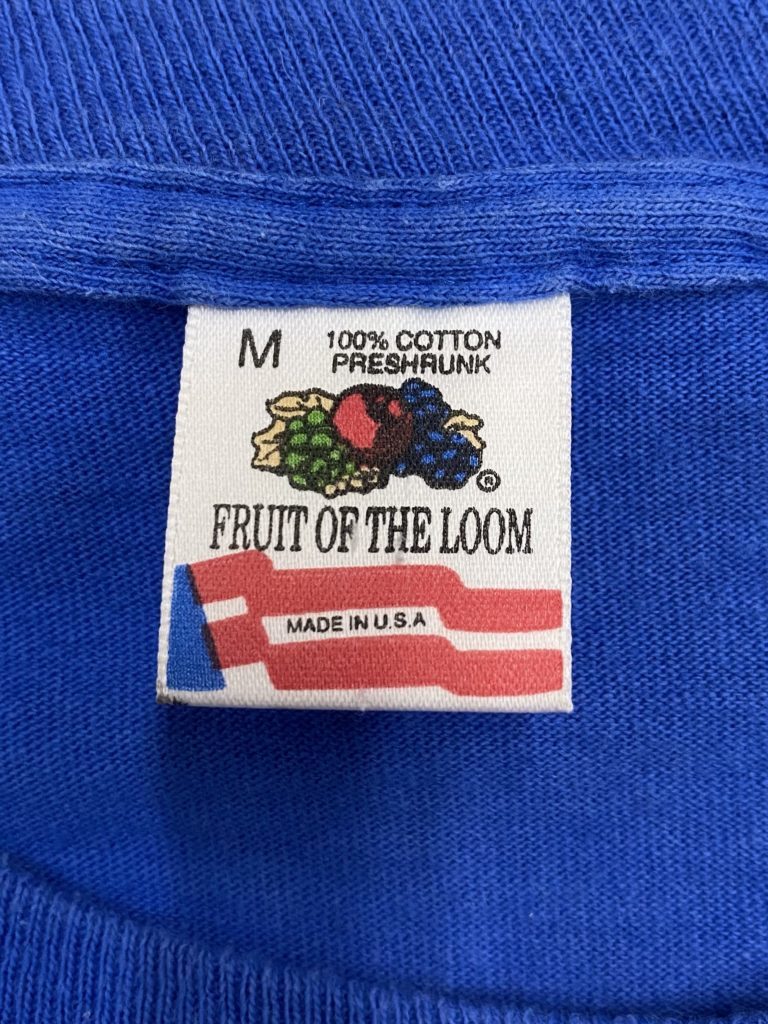 M
100% COTTON
PRESHRUNK
®
FRUIT OF THE LOOM
MADE IN U.S.A